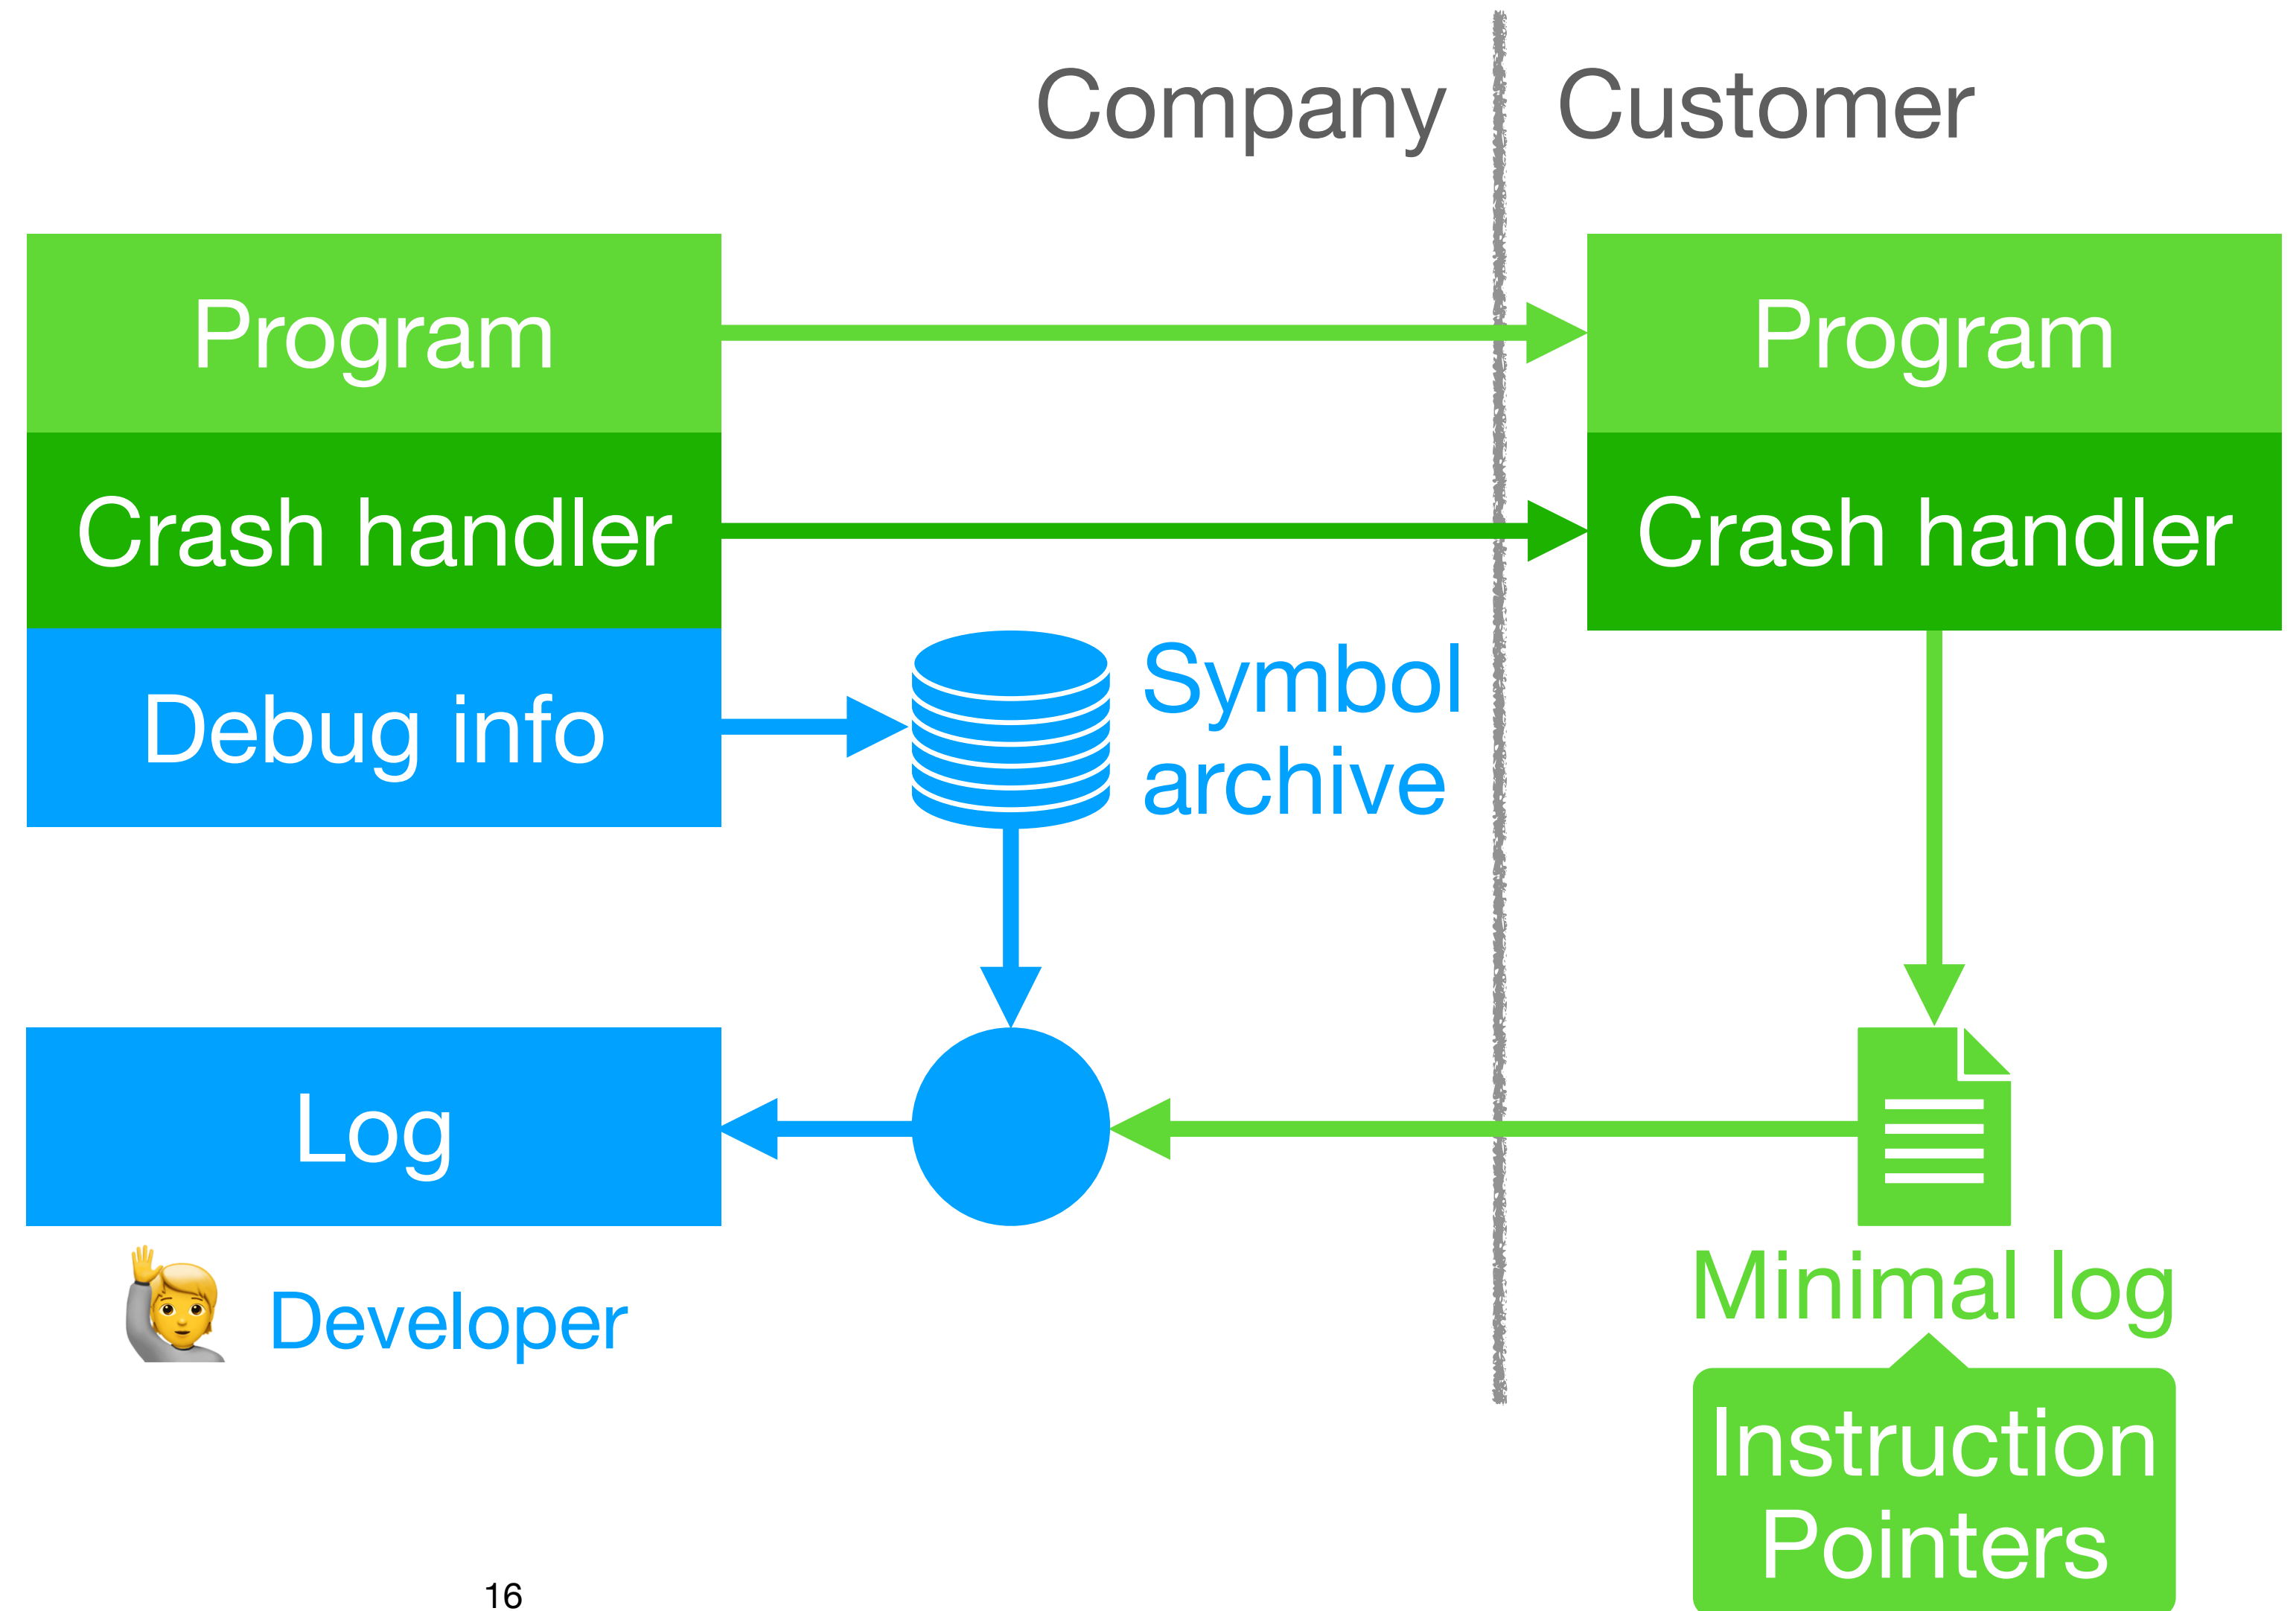 Company
Customer
Program
Program
Crash handler
Crash handler
Debug info
Symbol
archive
Log
Developer
Minimal log
Instruction
Pointers
16